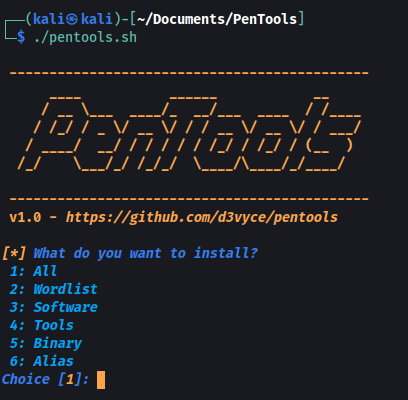 (kali㉿kali)-[~/Documents/PenTools]
$ ./pentools.sh
PenTools
v1.0 - https://github.com/d3vyce/pentools
[*] What do you want to install?
1: All
2: Wordlist
3: Software
4: Tools
5: Binary
6: Alias
Choice [1]: